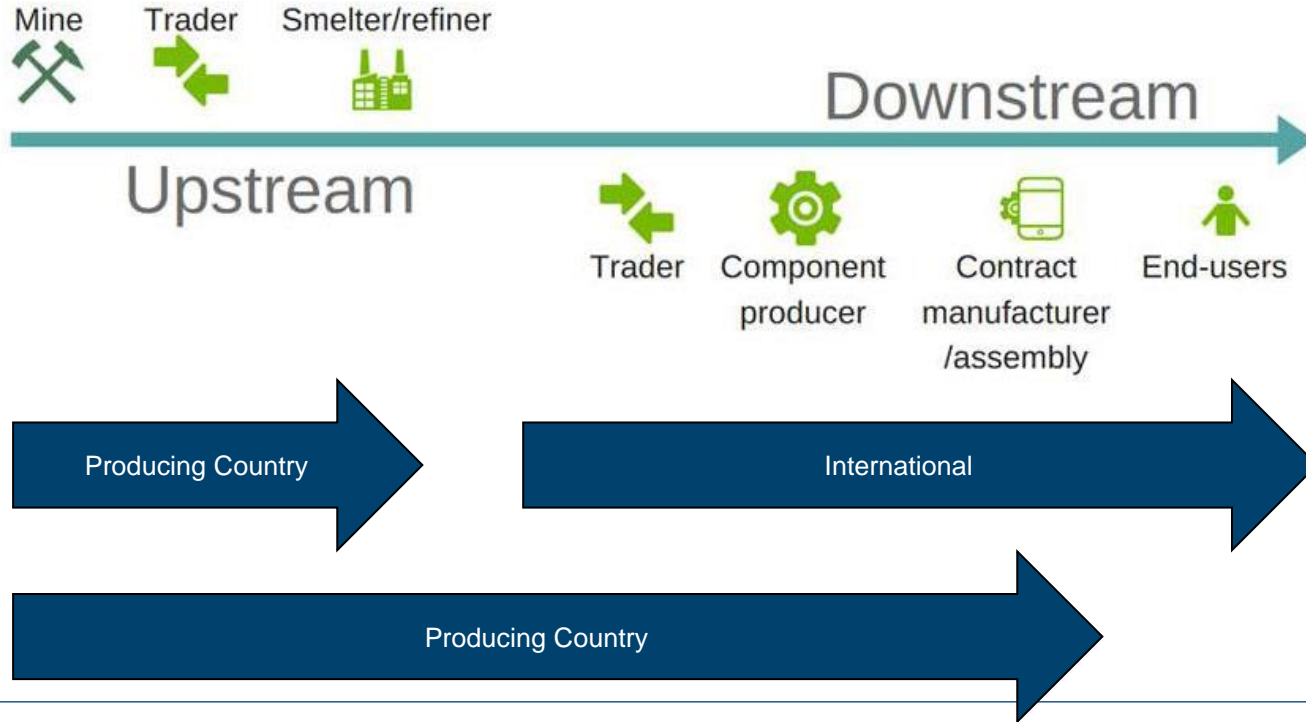 Mine
Trader
Smelter/refiner
Downstream
Upstream
Trader
Component
producer
Contract
manufacturer
/assembly
End-users
Producing Country
International
Producing Country